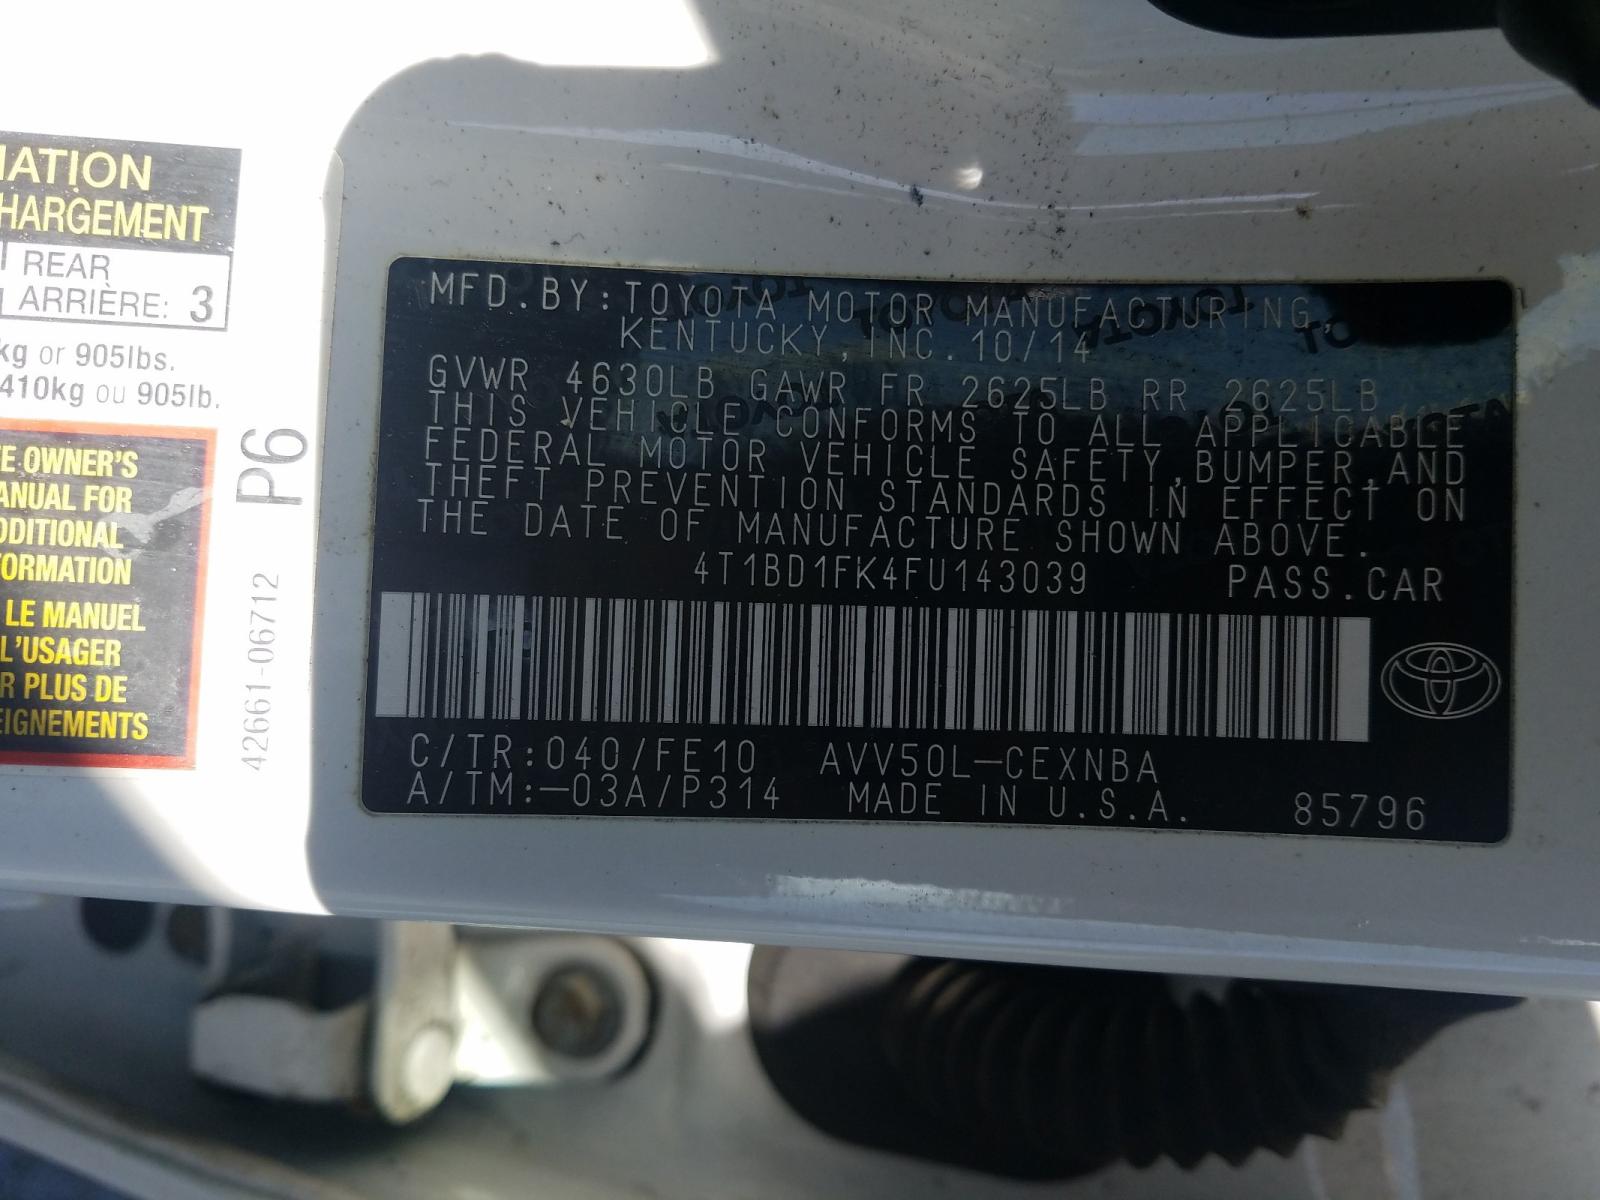 MATION
HARGEMENT
REAR
ARRIÈRE: 3
kg or 905lbs.
410kg ou 905lb.
E OWNER'S
ANUAL FOR
DDITIONAL
FORMATION
LE MANUEL
L'USAGER
R PLUS DE
EIGNEMENTS
P6
42661-06712
MFD.BY:TOYOTA MOTOR MANUFACTURING,
KENTUCKY,INC.10/14
GVWR 4630LB GAWR FR 2625LB RR 2625LB
THIS VEHICLE CONFORMS TO ALL APPLICABLE
FEDERAL MOTOR VEHICLE SAFETY,BUMPER,AND
THEFT PREVENTION STANDARDS IN EFFECT ON
THE DATE OF MANUFACTURE SHOWN ABOVE.
4T1BD1FK4FU143039 PASS.CAR
C/TR:040/FE10 AVV50L-CEXNBA
A/TM:-03A/P314 MADE IN U.S.A. 85796